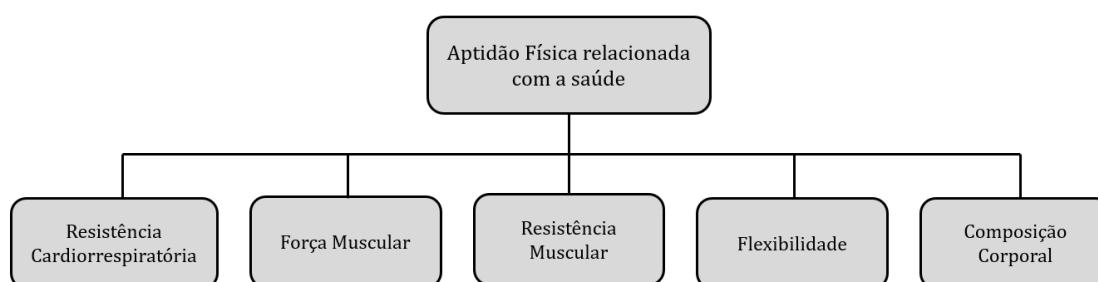 Aptidão Física relacionada
com a saúde
Resistência
Cardiorrespiratória
Força Muscular
Resistência
Muscular
Flexibilidade
Composição
Corporal